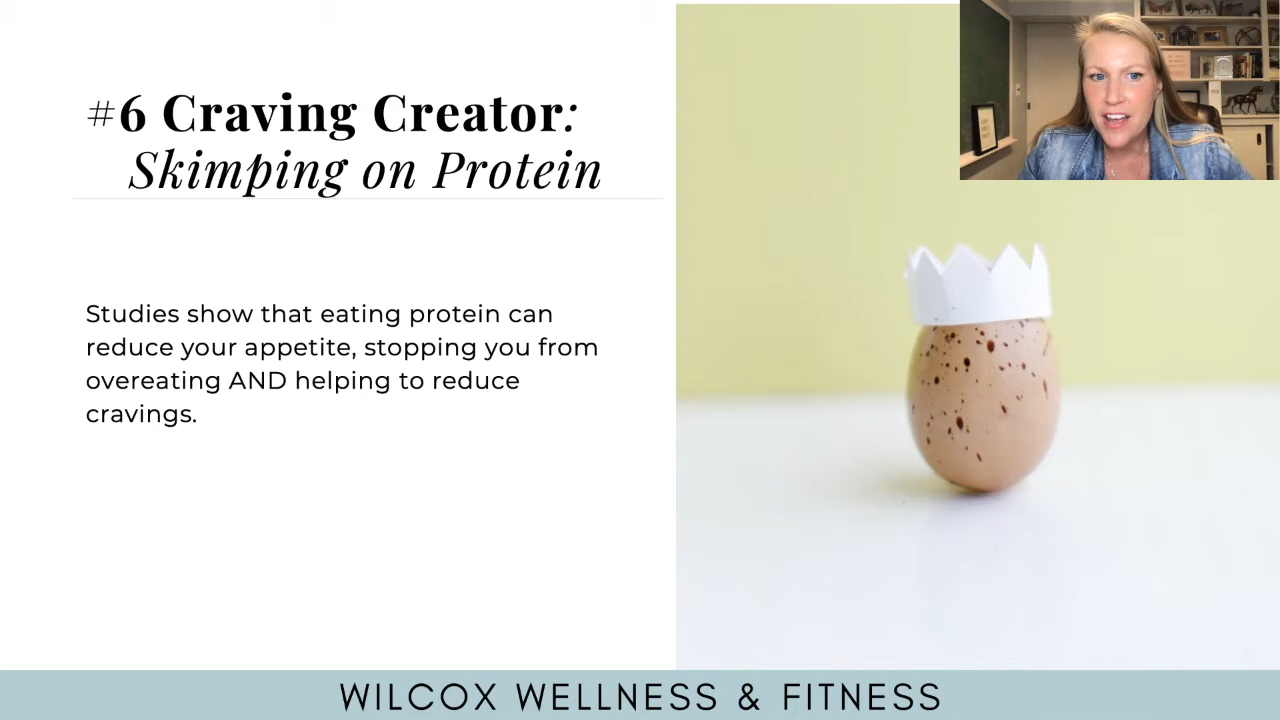 #6 Craving Creator:
Skimping on Protein
Studies show that eating protein can
reduce your appetite, stopping you from
overeating AND helping to reduce
cravings.
WILCOX WELLNESS & FITNESS